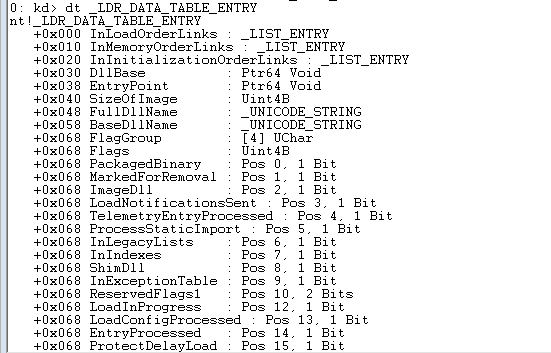 0: kd> dt _LDR_DATA_TABLE_ENTRY
nt!_LDR_DATA_TABLE_ENTRY
   +0x000 InLoadOrderLinks : _LIST_ENTRY
   +0x010 InMemoryOrderLinks : _LIST_ENTRY
   +0x020 InInitializationOrderLinks : _LIST_ENTRY
   +0x030 DllBase          : Ptr64 Void
   +0x038 EntryPoint       : Ptr64 Void
   +0x040 SizeOfImage      : Uint4B
   +0x048 FullDllName      : _UNICODE_STRING
   +0x058 BaseDllName      : _UNICODE_STRING
   +0x068 FlagGroup        : [4] UChar
   +0x068 Flags            : Uint4B
   +0x068 PackagedBinary   : Pos 0, 1 Bit
   +0x068 MarkedForRemoval : Pos 1, 1 Bit
   +0x068 ImageDll         : Pos 2, 1 Bit
   +0x068 LoadNotificationsSent : Pos 3, 1 Bit
   +0x068 TelemetryEntryProcessed : Pos 4, 1 Bit
   +0x068 ProcessStaticImport : Pos 5, 1 Bit
   +0x068 InLegacyLists    : Pos 6, 1 Bit
   +0x068 InIndexes        : Pos 7, 1 Bit
   +0x068 ShimDll          : Pos 8, 1 Bit
   +0x068 InExceptionTable : Pos 9, 1 Bit
   +0x068 ReservedFlags1   : Pos 10, 2 Bits
   +0x068 LoadInProgress   : Pos 12, 1 Bit
   +0x068 LoadConfigProcessed : Pos 13, 1 Bit
   +0x068 EntryProcessed   : Pos 14, 1 Bit
   +0x068 ProtectDelayLoad : Pos 15, 1 Bit